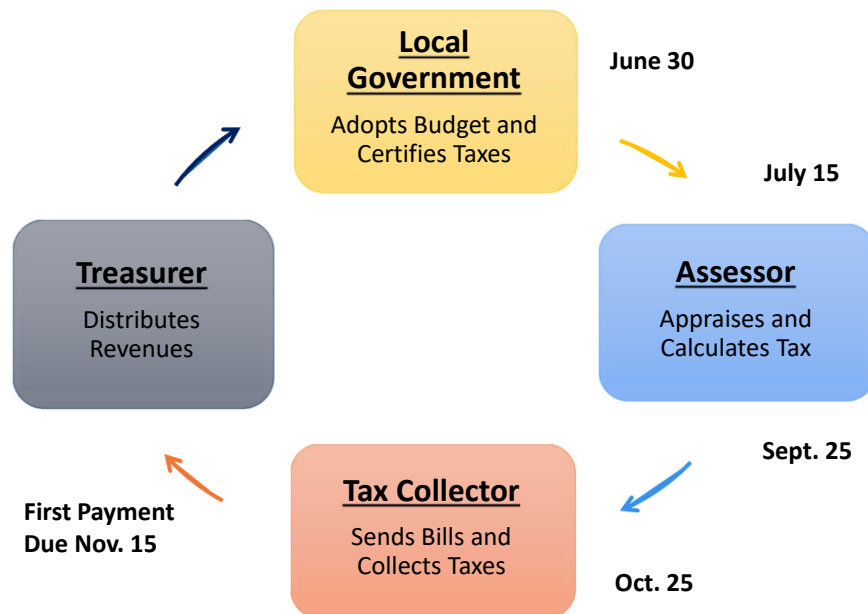 Local
Government
Adopts Budget and
Certifies Taxes
June 30
July 15
Assessor
Appraises and
Calculates Tax
Sept. 25
Tax Collector
Sends Bills and
Collects Taxes
Oct. 25
First Payment
Due Nov. 15
Treasurer
Distributes
Revenues